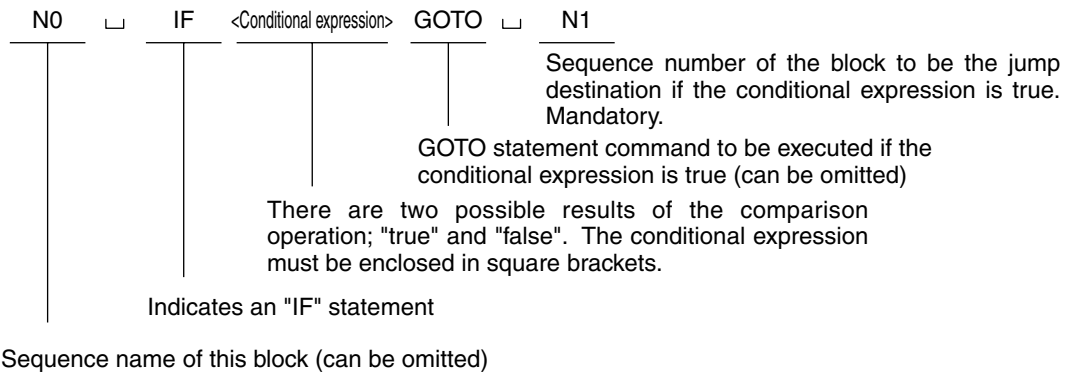 N0 ␣ IF <Conditional expression> GOTO ␣ N1
Sequence number of the block to be the jump
destination if the conditional expression is true.
Mandatory.
GOTO statement command to be executed if the
conditional expression is true (can be omitted)
There are two possible results of the comparison
operation; "true" and "false". The conditional expression
must be enclosed in square brackets.
Indicates an "IF" statement
Sequence name of this block (can be omitted)